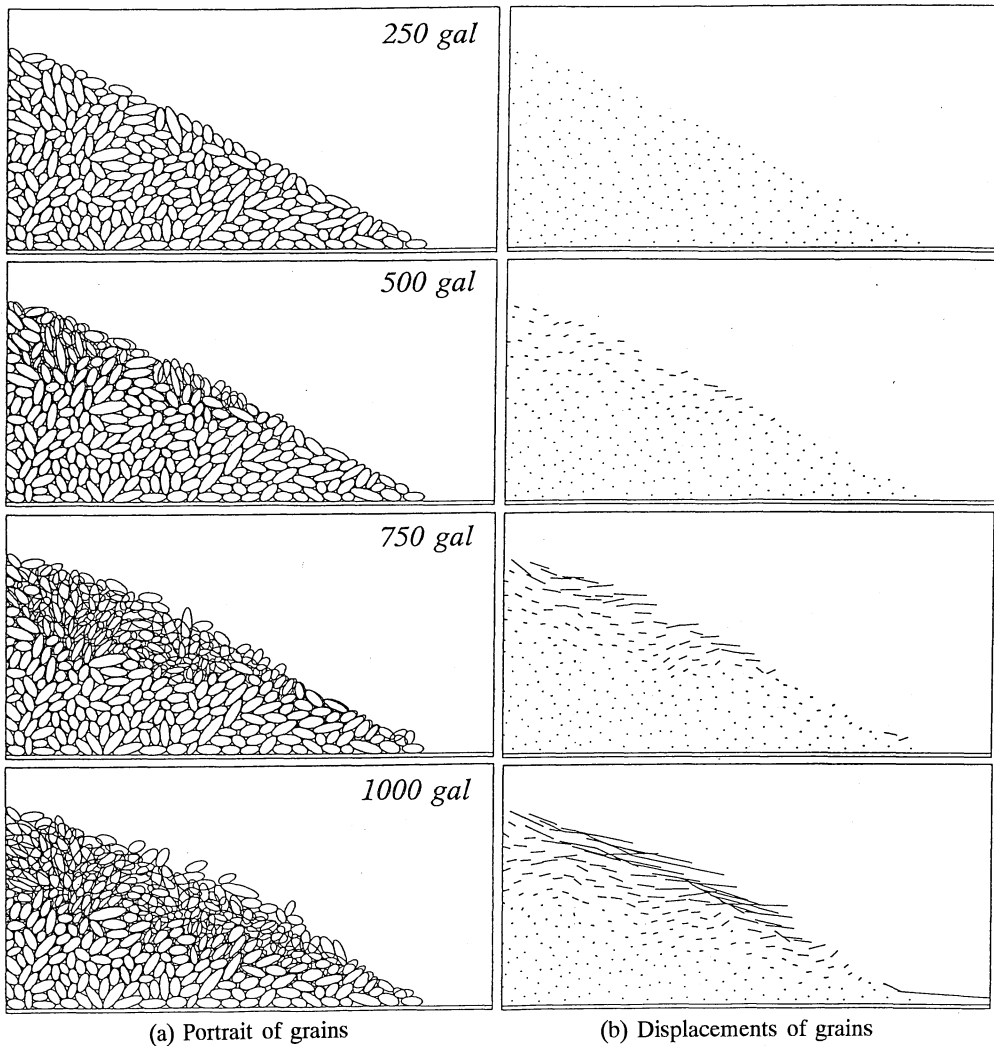 250 gal
500 gal
750 gal
1000 gal
(a) Portrait of grains
(b) Displacements of grains